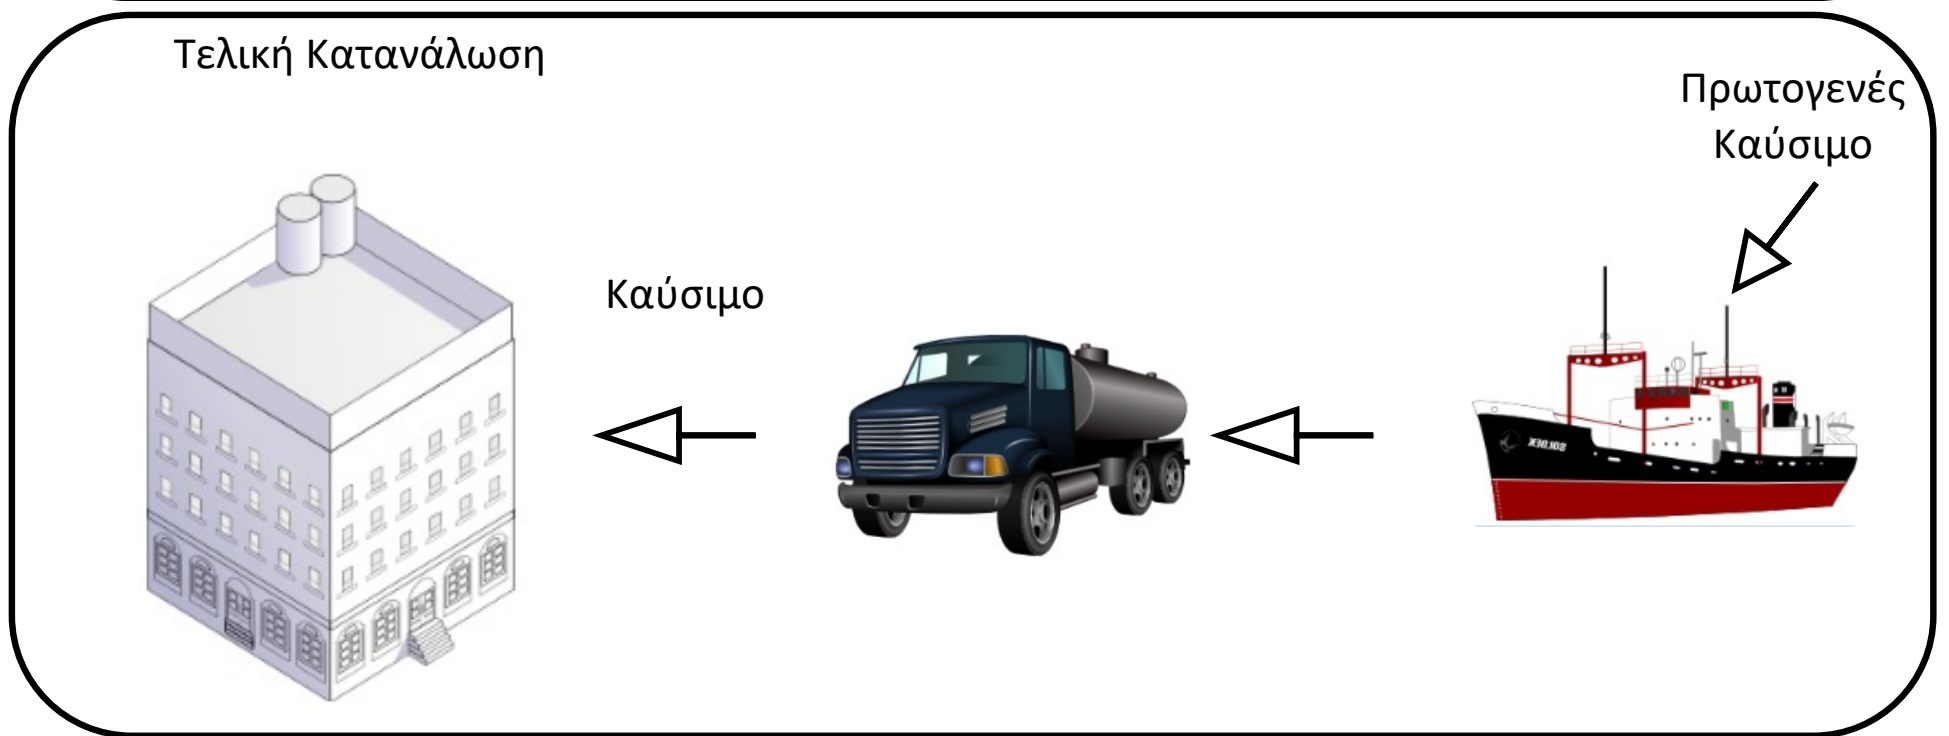 Τελική Κατανάλωση
Πρωτογενές
Καύσιμο
Καύσιμο